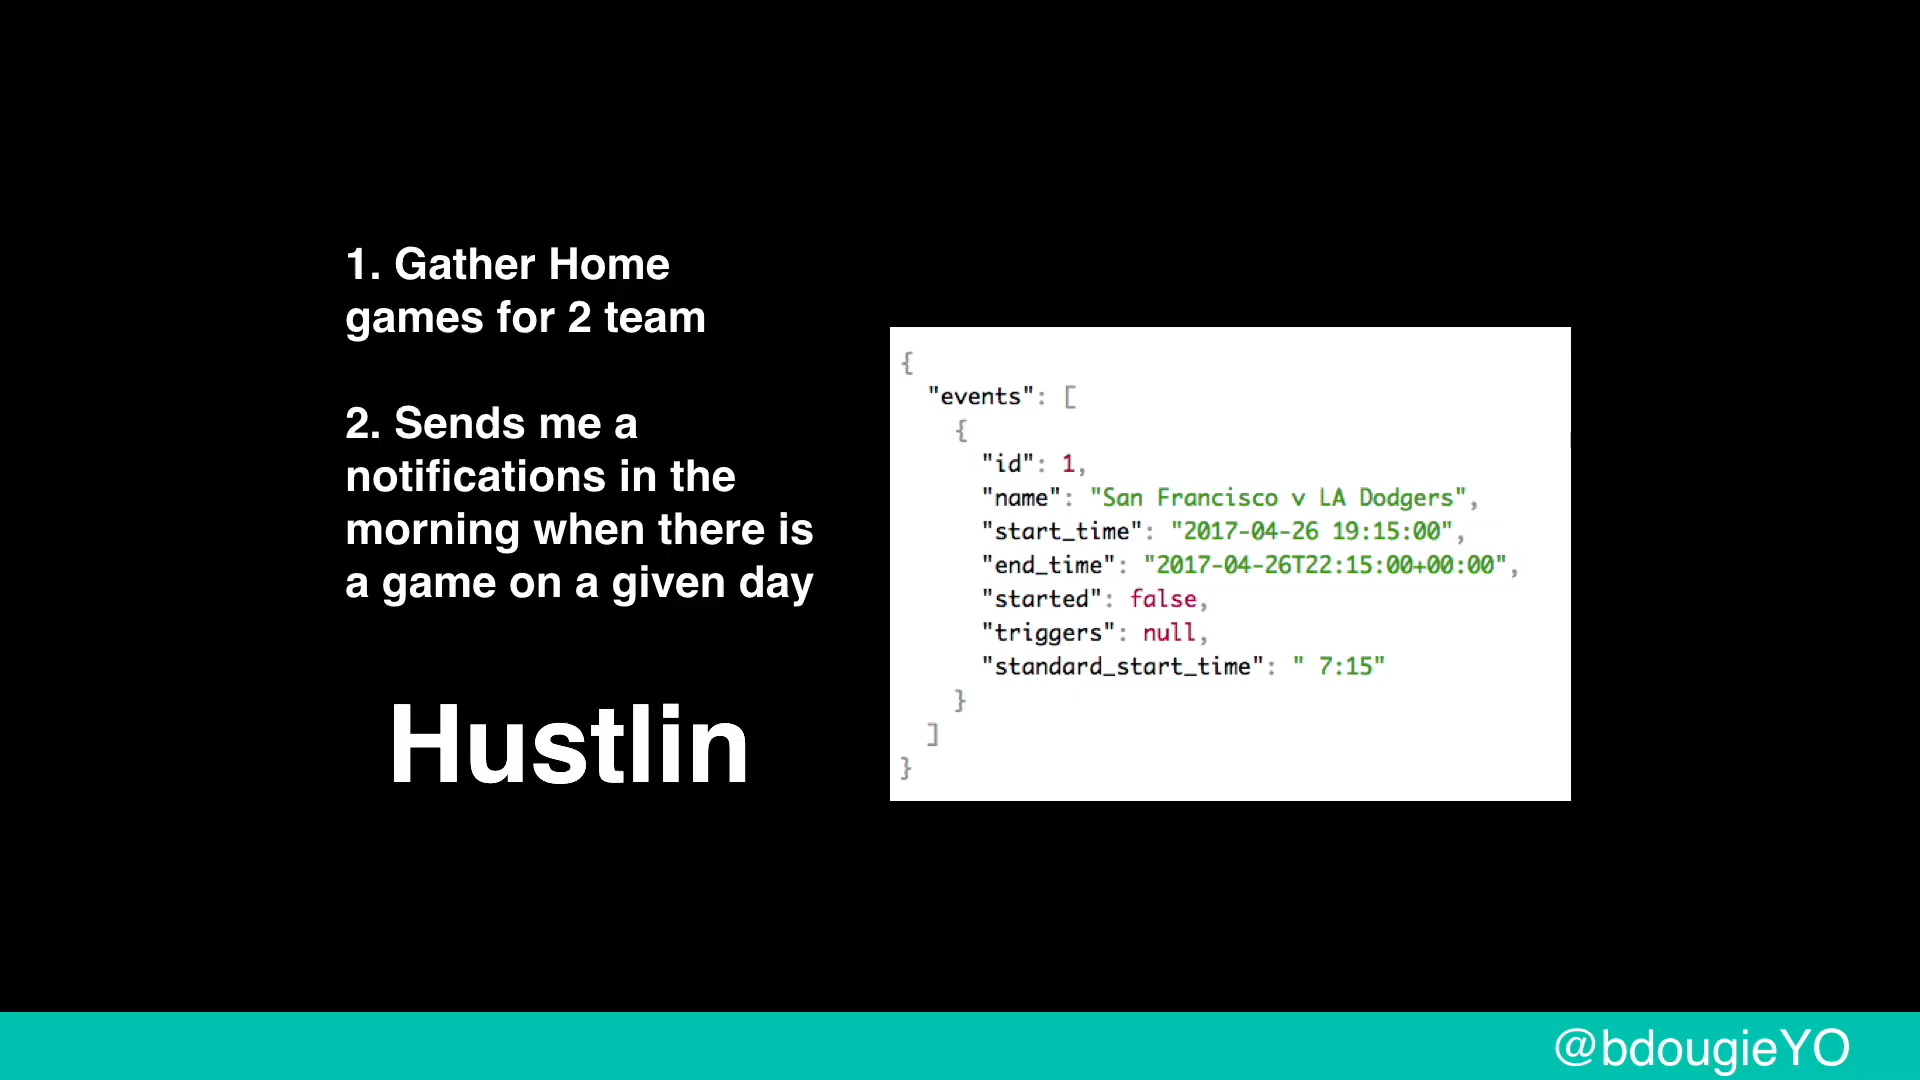 1. Gather Home
games for 2 team
2. Sends me a
notifications in the
morning when there is
a game on a given day
Hustlin
{
"events": [
{
"id": 1,
"name": "San Francisco v LA Dodgers",
"start_time": "2017-04-26 19:15:00",
"end_time": "2017-04-26T22:15:00+00:00",
"started": false,
"triggers": null,
"standard_start_time": " 7:15"
}
]
}
@bdougieYO